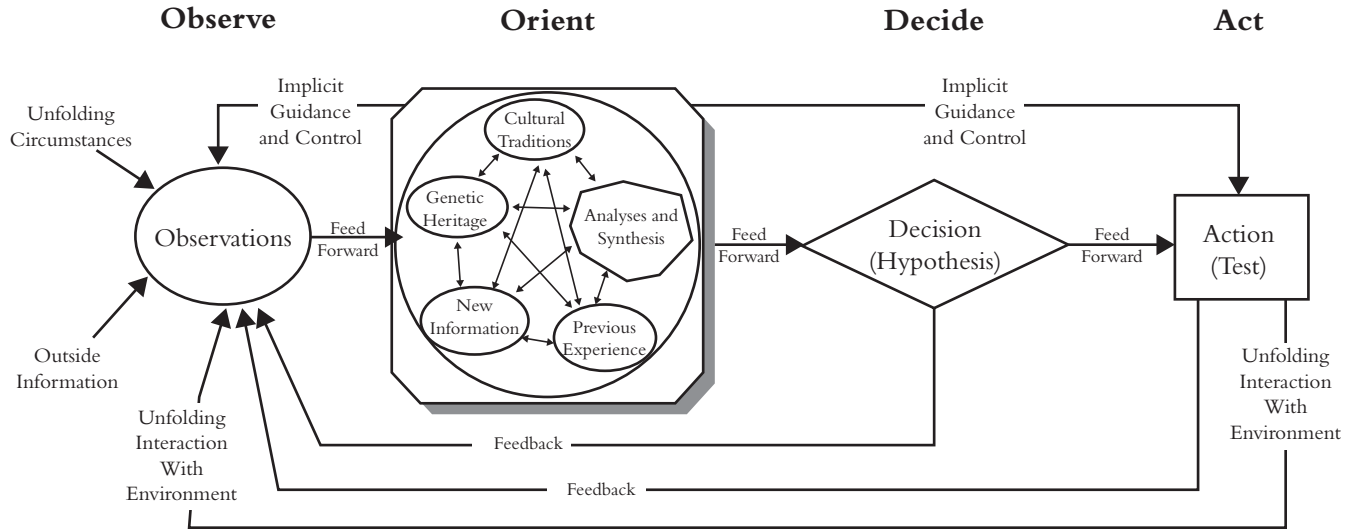 Observe
Orient
Decide
Act
Implicit
Guidance
and Control
Implicit
Guidance
and Control
Unfolding
Circumstances
Cultural
Traditions
Genetic
Heritage
Analyses and
Synthesis
New
Information
Previous
Experience
Observations
Feed
Forward
Feed
Forward
Decision
(Hypothesis)
Feed
Forward
Action
(Test)
Outside
Information
Unfolding
Interaction
With
Environment
Unfolding
Interaction
With
Environment
Feedback
Feedback